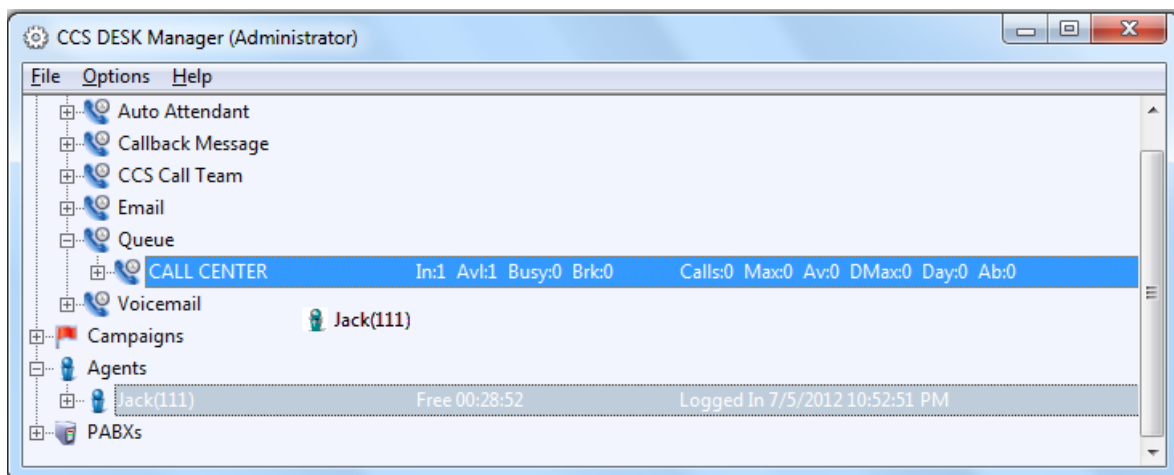 CCS DESK Manager (Administrator)
File Options Help
Auto Attendant
Callback Message
CCS Call Team
Email
Queue
CALL CENTER In:1 Avl:1 Busy:0 Brk:0 Calls:0 Max:0 Av:0 DMax:0 Day:0 Ab:0
Voicemail
Jack(111)
Campaigns
Agents
Jack(111) Free 00:28:52 Logged In 7/5/2012 10:52:51 PM
PABXs